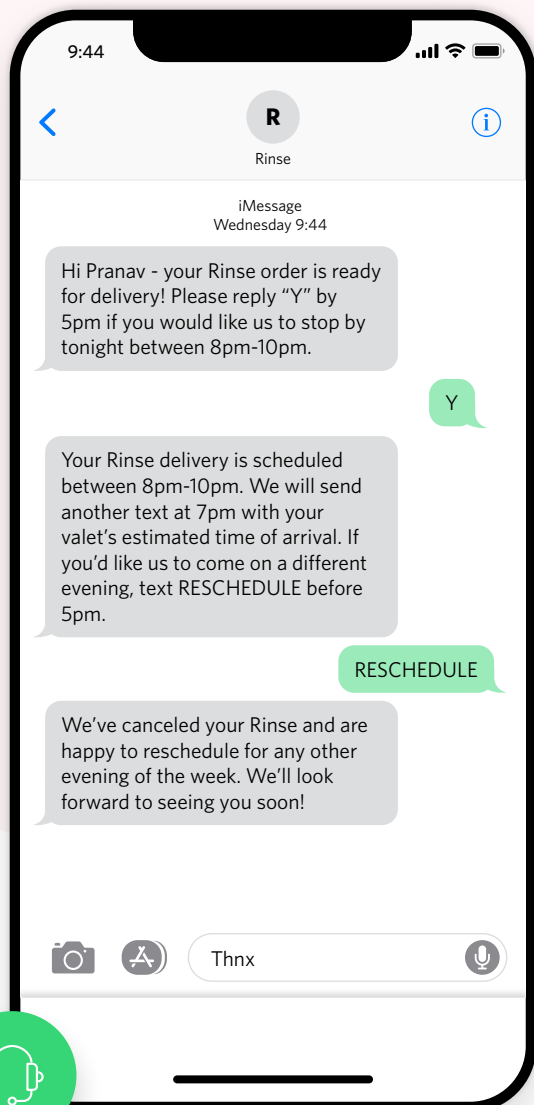 9:44
R
Rinse
iMessage
Wednesday 9:44
Hi Pranav - your Rinse order is ready
for delivery! Please reply “Y” by
5pm if you would like us to stop by
tonight between 8pm-10pm.
Y
Your Rinse delivery is scheduled
between 8pm-10pm. We will send
another text at 7pm with your
valet’s estimated time of arrival. If
you’d like us to come on a different
evening, text RESCHEDULE before
5pm.
RESCHEDULE
We’ve canceled your Rinse and are
happy to reschedule for any other
evening of the week. We’ll look
forward to seeing you soon!
Thnx